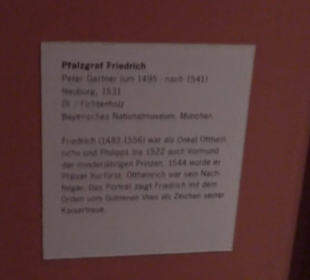 Pfalzgraf Friedrich
Peter Gertner (um 1495 - nach 1541)
Neuburg, 1531
Öl / Fichtenholz
Bayerisches Nationalmuseum, München
Friedrich (1482-1556) war als Onkel Otthein-
richs und Philipps bis 1522 auch Vormund
der minderjährigen Prinzen. 1544 wurde er
Pfälzer Kurfürst. Ottheinrich war sein Nach-
folger. Das Porträt zeigt Friedrich mit dem
Orden vom Goldenen Vlies als Zeichen seiner
Kaisertreue.